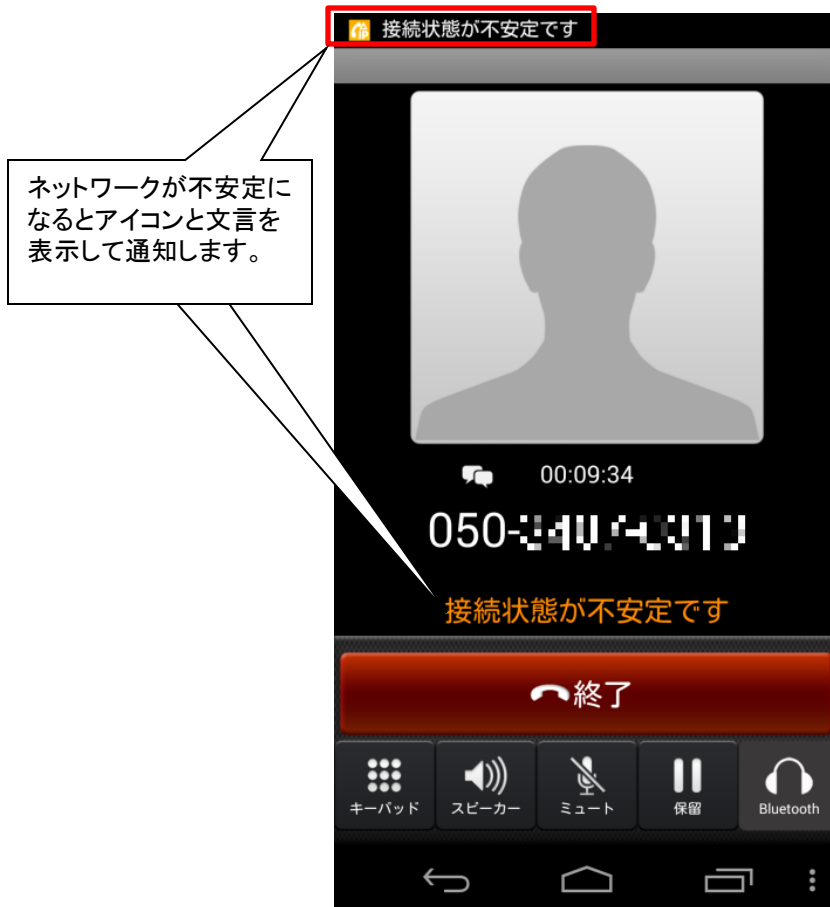 接続状態が不安定です
ネットワークが不安定に
なるとアイコンと文言を
表示して通知します。
00:09:34
050-
接続状態が不安定です
終了
キーパッド
スピーカー
ミュート
保留
Bluetooth